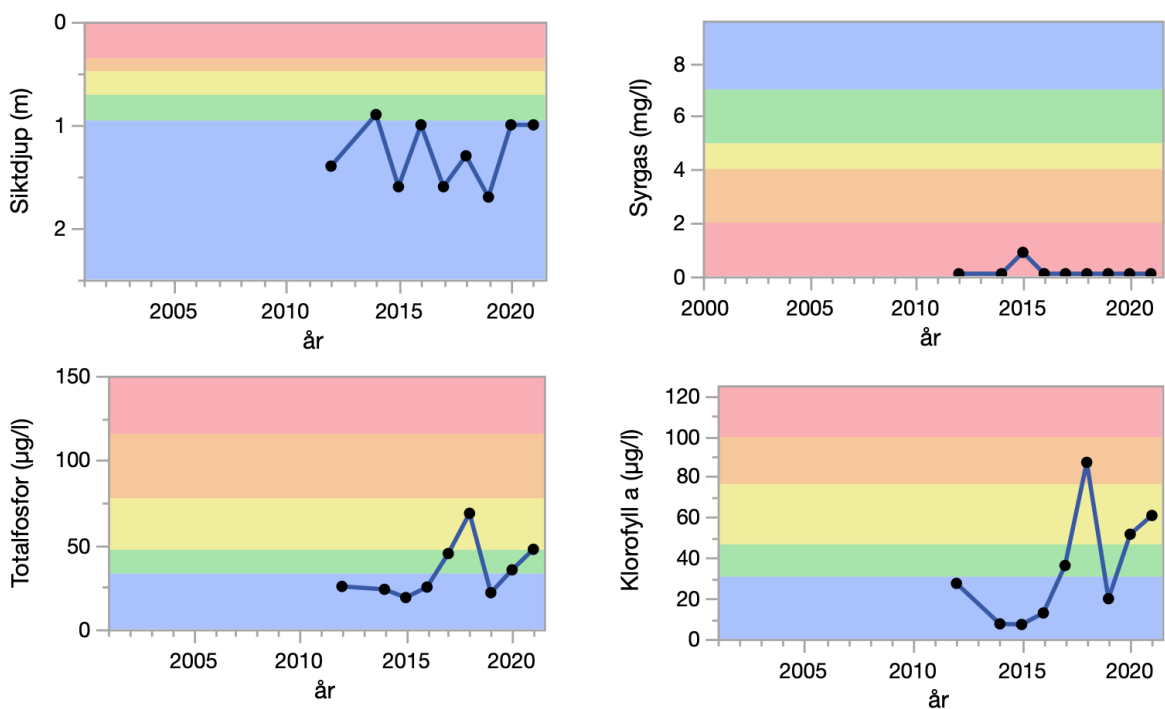 Siktdjup (m)
0
1
2
2005 2010 2015 2020
år
Syrgas (mg/l)
8
6
4
2
0
2000 2005 2010 2015 2020
år
Totalfosfor (µg/l)
150
100
50
0
2005 2010 2015 2020
år
Klorofyll a (µg/l)
120
100
80
60
40
20
0
2005 2010 2015 2020
år